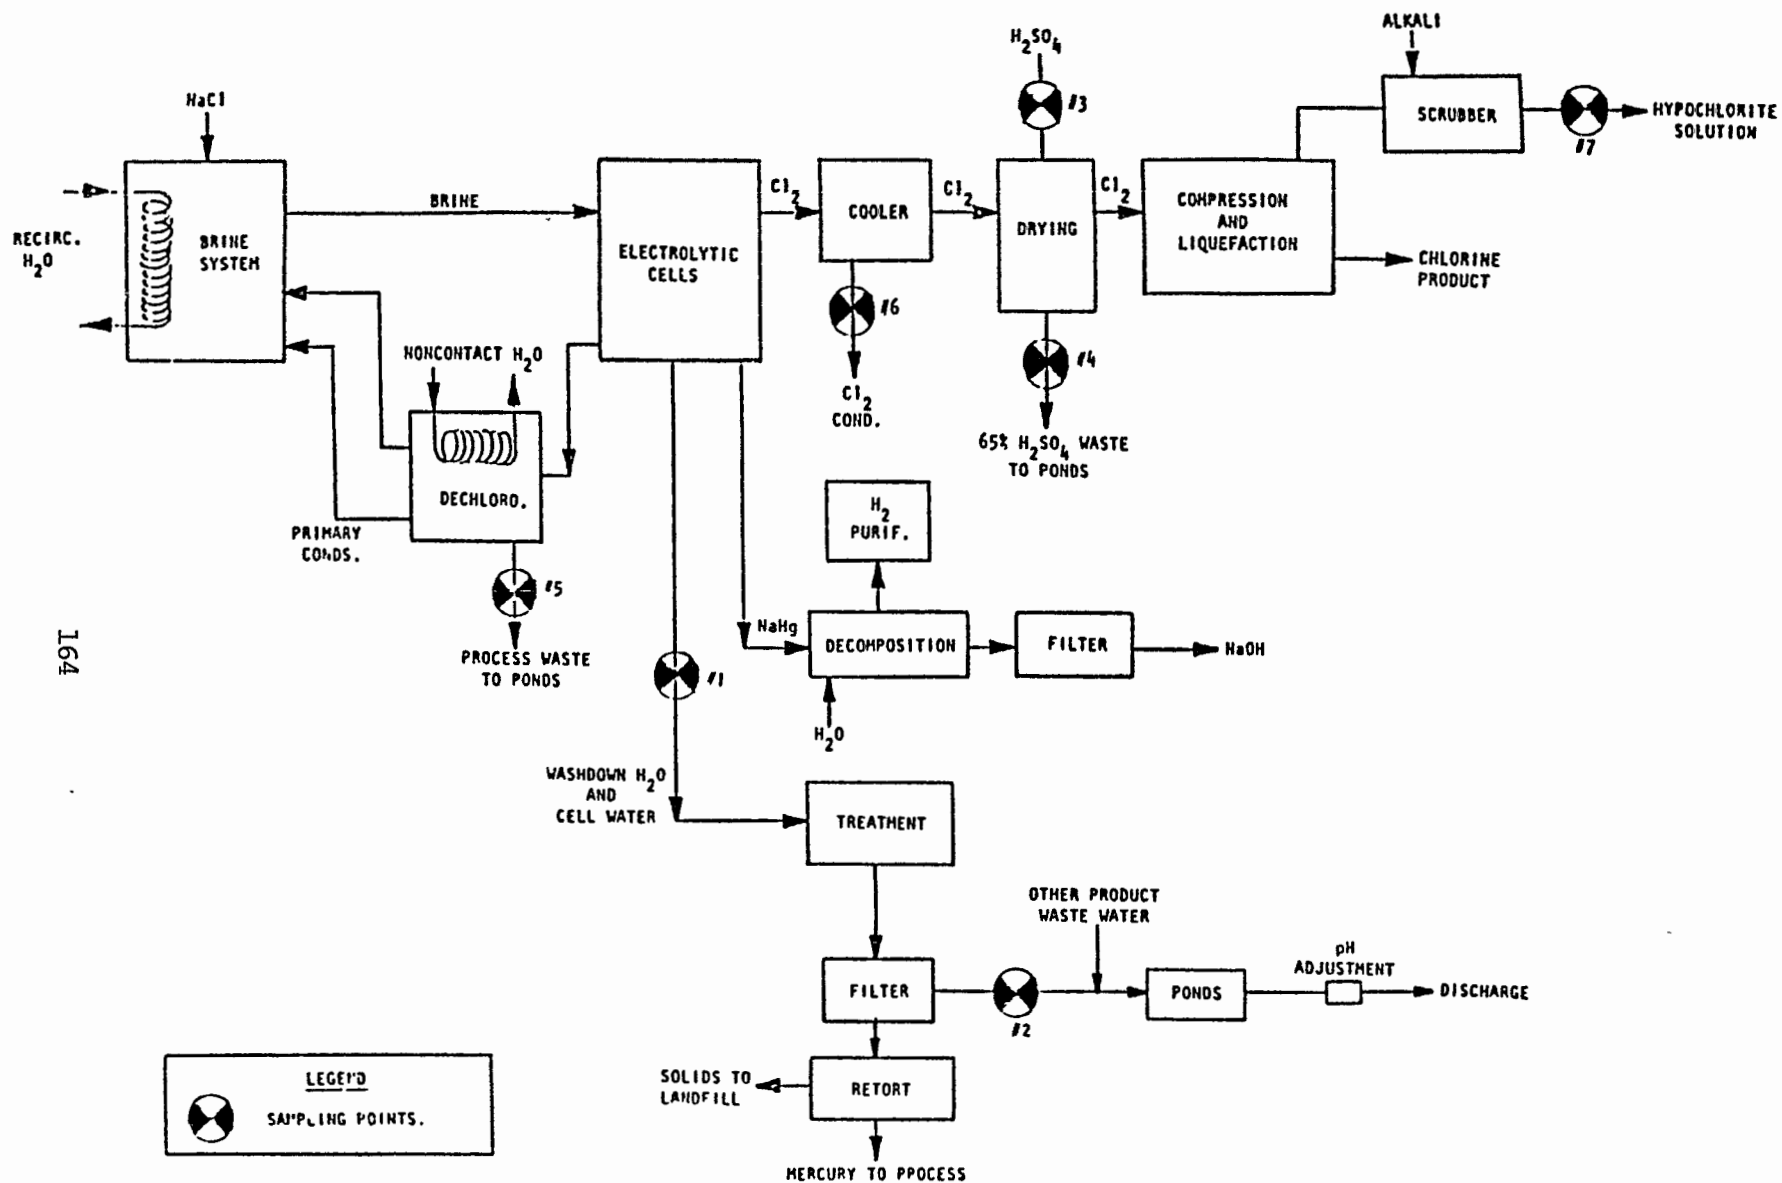 ALKALI
H2SO4
#3
NaCl
SCRUBBER
HYPOCHLORITE
SOLUTION
#7
RECIRC.
H2O
BRINE
SYSTEM
BRINE
ELECTROLYTIC
CELLS
Cl2
COOLER
Cl2
DRYING
Cl2
COMPRESSION
AND
LIQUEFACTION
CHLORINE
PRODUCT
#6
Cl2
COND.
#4
65% H2SO4 WASTE
TO PONDS
NONCONTACT H2O
DECHLORO.
PRIMARY
CONDS.
#5
PROCESS WASTE
TO PONDS
H2
PURIF.
NaHg
DECOMPOSITION
FILTER
NaOH
H2O
#1
164
WASHDOWN H2O
AND
CELL WATER
TREATMENT
OTHER PRODUCT
WASTE WATER
FILTER
#2
PONDS
pH
ADJUSTMENT
DISCHARGE
SOLIDS TO
LANDFILL
RETORT
MERCURY TO PROCESS
LEGEND
SAMPLING POINTS.